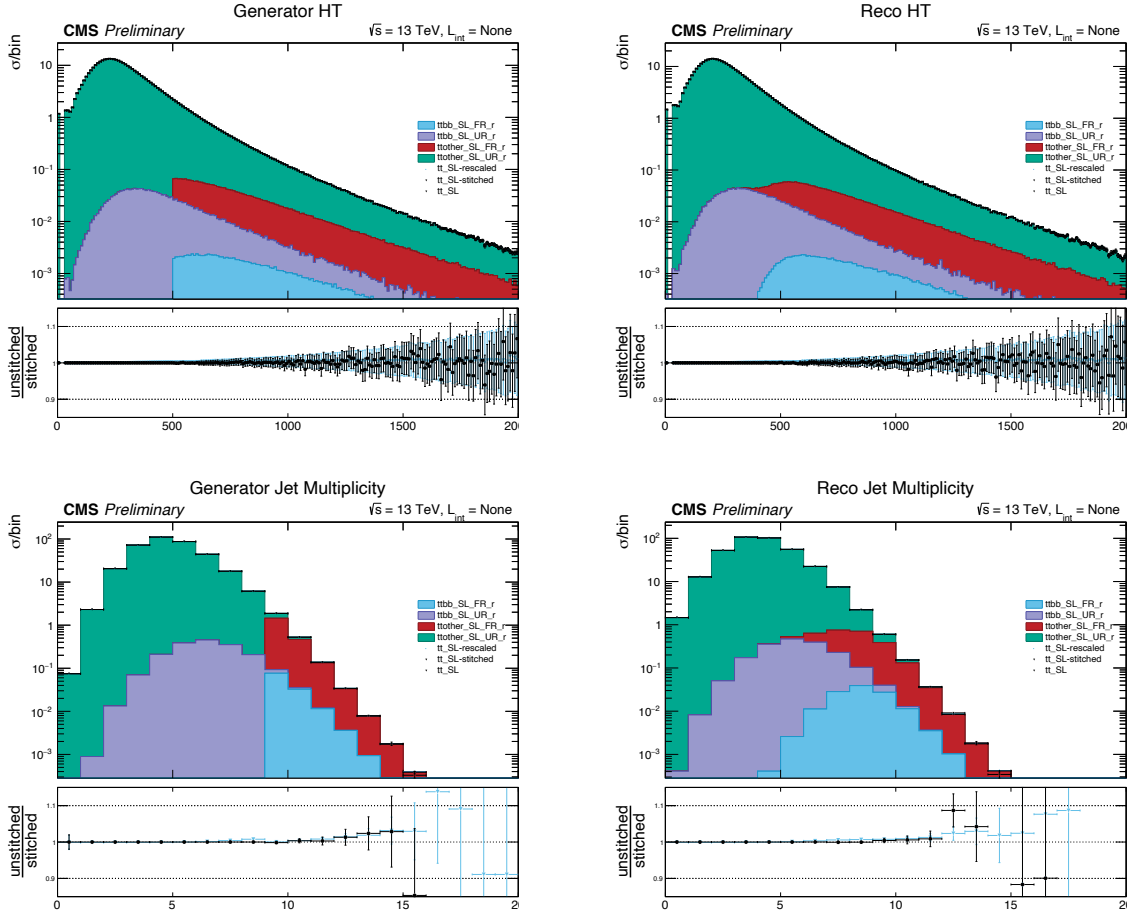 Generator HT
CMS Preliminary
√s = 13 TeV, L_int = None
σ/bin
10
1
10⁻¹
10⁻²
10⁻³
ttbb_SL_FR_r
ttbb_SL_UR_r
ttother_SL_FR_r
ttother_SL_UR_r
tt_SL-rescaled
tt_SL-stitched
tt_SL
unstitched
stitched
1.1
1
0.9
0 500 1000 1500 200
Reco HT
CMS Preliminary
√s = 13 TeV, L_int = None
σ/bin
10
1
10⁻¹
10⁻²
10⁻³
ttbb_SL_FR_r
ttbb_SL_UR_r
ttother_SL_FR_r
ttother_SL_UR_r
tt_SL-rescaled
tt_SL-stitched
tt_SL
unstitched
stitched
1.1
1
0.9
0 500 1000 1500 200
Generator Jet Multiplicity
CMS Preliminary
√s = 13 TeV, L_int = None
σ/bin
10²
10
1
10⁻¹
10⁻²
10⁻³
ttbb_SL_FR_r
ttbb_SL_UR_r
ttother_SL_FR_r
ttother_SL_UR_r
tt_SL-rescaled
tt_SL-stitched
tt_SL
unstitched
stitched
1.1
1
0.9
0 5 10 15 20
Reco Jet Multiplicity
CMS Preliminary
√s = 13 TeV, L_int = None
σ/bin
10²
10
1
10⁻¹
10⁻²
10⁻³
ttbb_SL_FR_r
ttbb_SL_UR_r
ttother_SL_FR_r
ttother_SL_UR_r
tt_SL-rescaled
tt_SL-stitched
tt_SL
unstitched
stitched
1.1
1
0.9
0 5 10 15 20